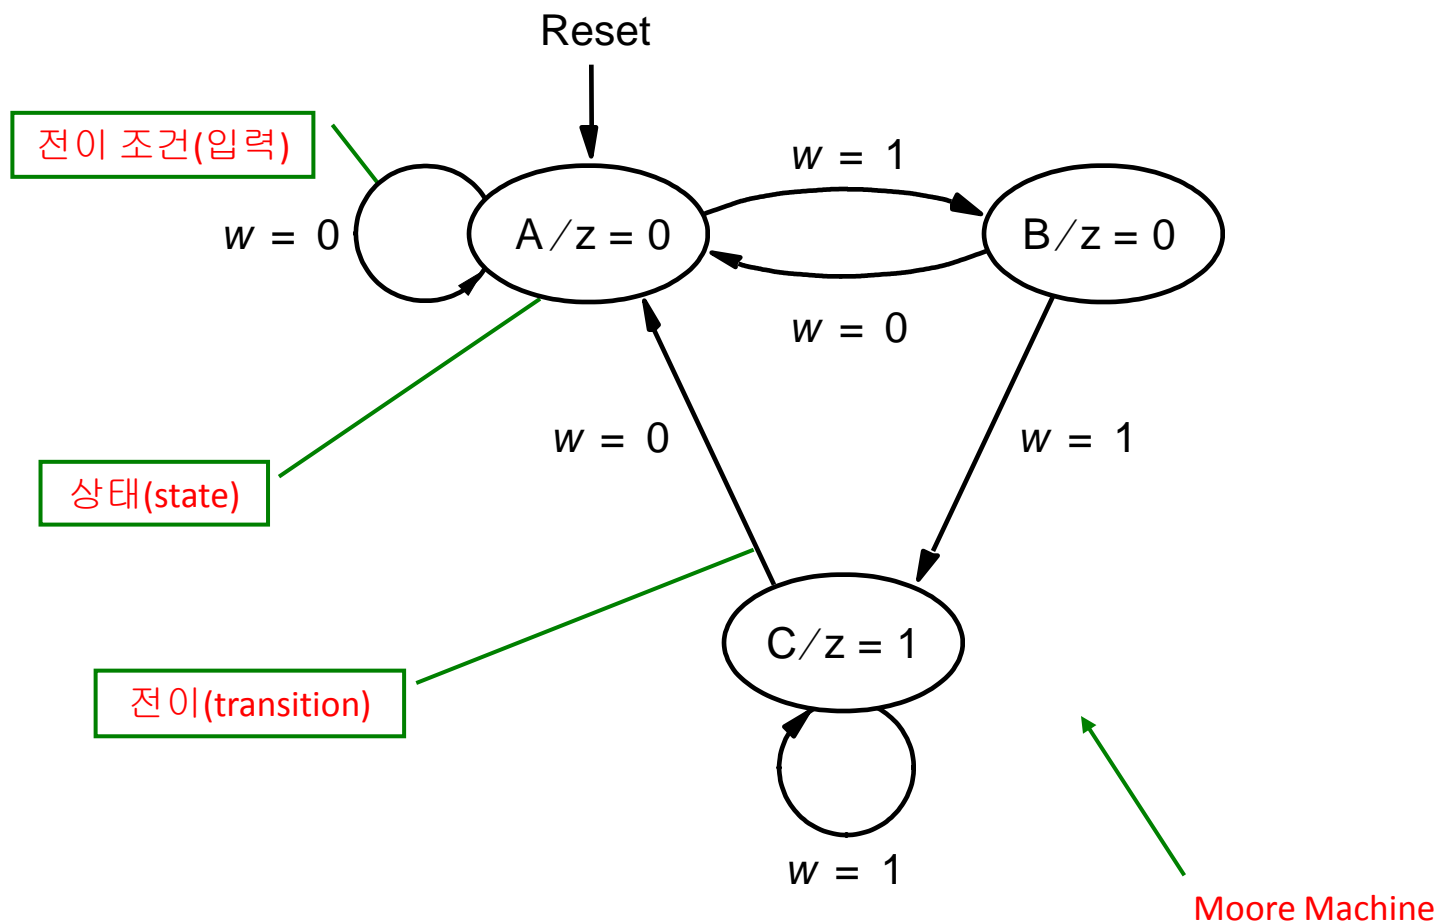 Reset
전이 조건(입력)
w = 1
w = 0
A/z = 0
B/z = 0
w = 0
w = 0
w = 1
상태(state)
C/z = 1
전이(transition)
w = 1
Moore Machine